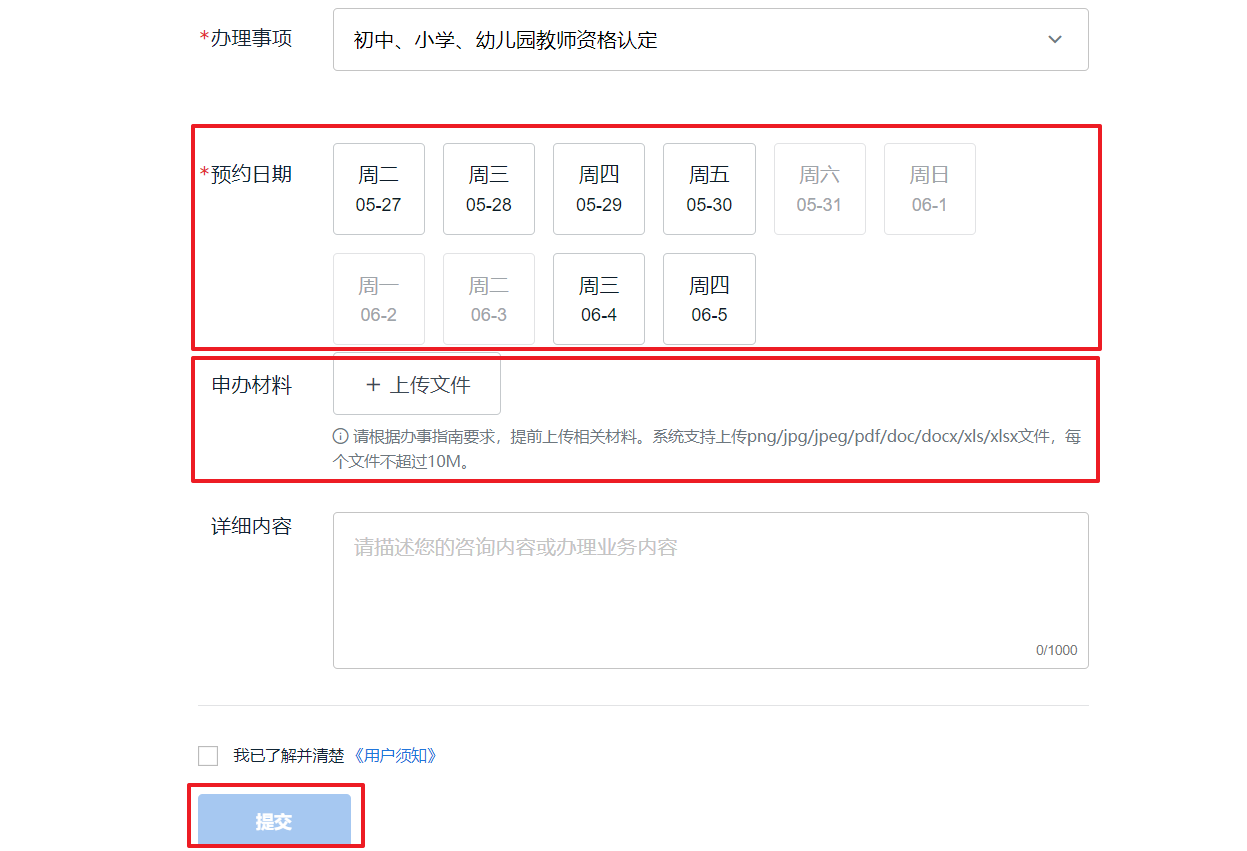 *办理事项 初中、小学、幼儿园教师资格认定
*预约日期 周二 周三 周四 周五 周六 周日
05-27 05-28 05-29 05-30 05-31 06-1
周一 周二 周三 周四
06-2 06-3 06-4 06-5
申办材料 + 上传文件
请根据办事指南要求，提前上传相关材料。系统支持上传png/jpg/jpeg/pdf/doc/docx/xls/xlsx文件，每
个文件不超过10M。
详细内容 请描述您的咨询内容或办理业务内容
0/1000
我已了解并清楚《用户须知》
提交